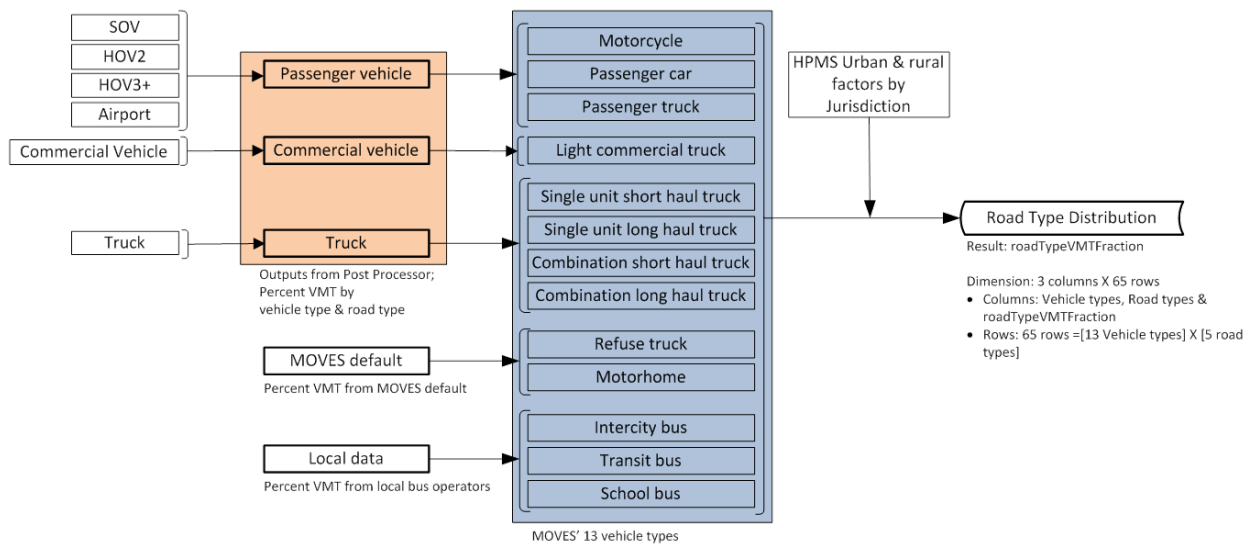 SOV
HOV2
HOV3+
Airport
Commercial Vehicle
Truck
Passenger vehicle
Commercial vehicle
Truck
Outputs from Post Processor;
Percent VMT by
vehicle type & road type
MOVES default
Percent VMT from MOVES default
Local data
Percent VMT from local bus operators
Motorcycle
Passenger car
Passenger truck
Light commercial truck
Single unit short haul truck
Single unit long haul truck
Combination short haul truck
Combination long haul truck
Refuse truck
Motorhome
Intercity bus
Transit bus
School bus
MOVES' 13 vehicle types
HPMS Urban & rural
factors by
Jurisdiction
Road Type Distribution
Result: roadTypeVMTFraction
Dimension: 3 columns X 65 rows
• Columns: Vehicle types, Road types &
roadTypeVMTFraction
• Rows: 65 rows =[13 Vehicle types] X [5 road
types]